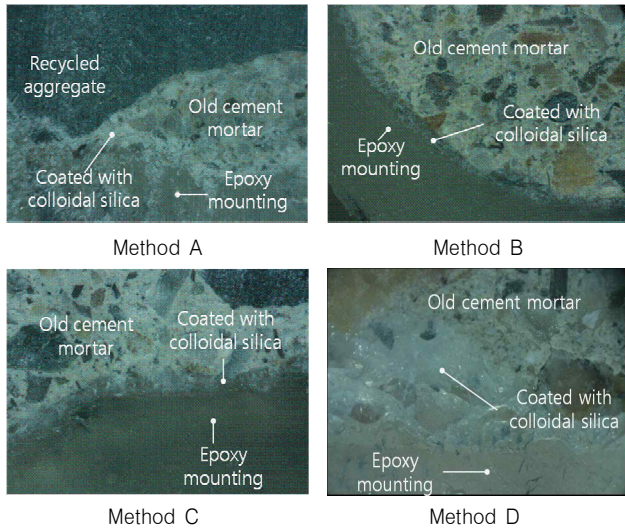 Recycled
aggregate
Old cement
mortar
Coated with
colloidal silica
Epoxy
mounting
Method A
Old cement mortar
Coated with
colloidal silica
Epoxy
mounting
Method B
Old cement
mortar
Coated with
colloidal silica
Epoxy
mounting
Method C
Old cement mortar
Coated with
colloidal silica
Epoxy
mounting
Method D